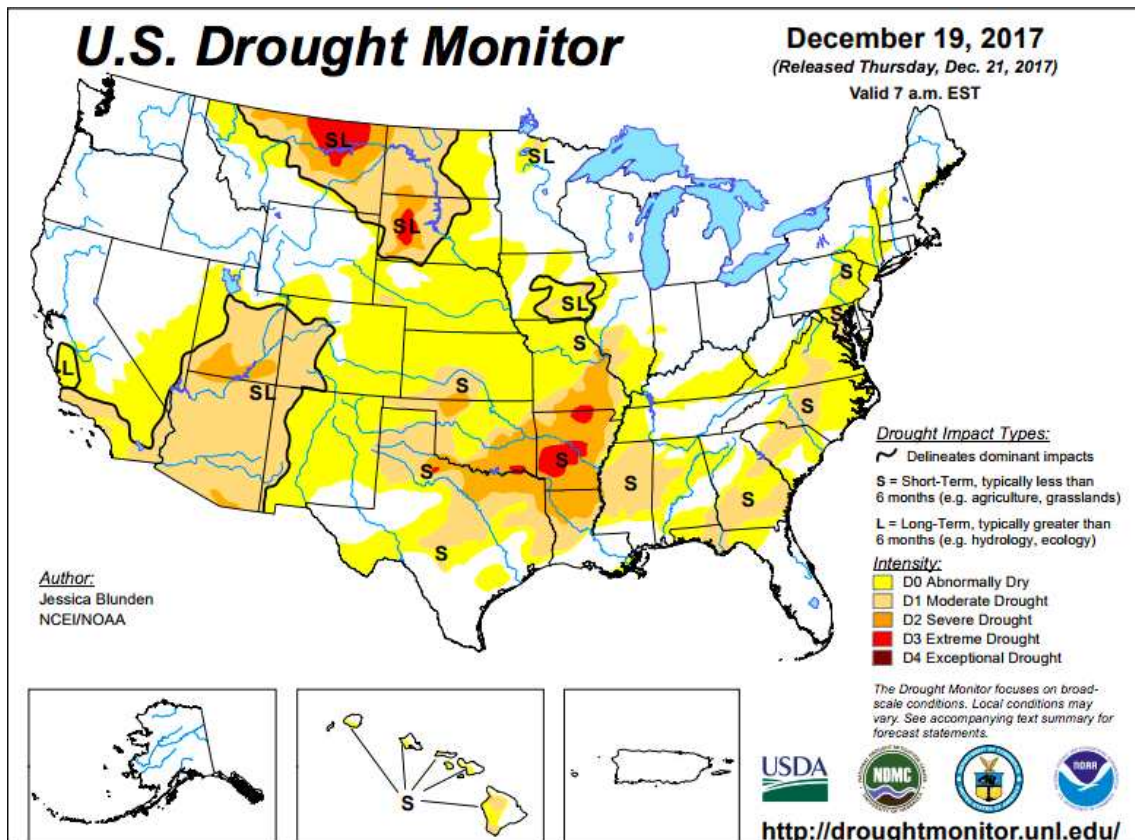 U.S. Drought Monitor
December 19, 2017
(Released Thursday, Dec. 21, 2017)
Valid 7 a.m. EST
SL
SL
SL
S
S
SL
S
L
SL
S
S
S
S
S
S
S
S
Drought Impact Types:
Delineates dominant impacts
S = Short-Term, typically less than
6 months (e.g. agriculture, grasslands)
L = Long-Term, typically greater than
6 months (e.g. hydrology, ecology)
Intensity:
D0 Abnormally Dry
D1 Moderate Drought
D2 Severe Drought
D3 Extreme Drought
D4 Exceptional Drought
Author:
Jessica Blunden
NCEI/NOAA
S
The Drought Monitor focuses on broad-
scale conditions. Local conditions may
vary. See accompanying text summary for
forecast statements.
USDA
NDMC
NOAA
http://droughtmonitor.unl.edu/